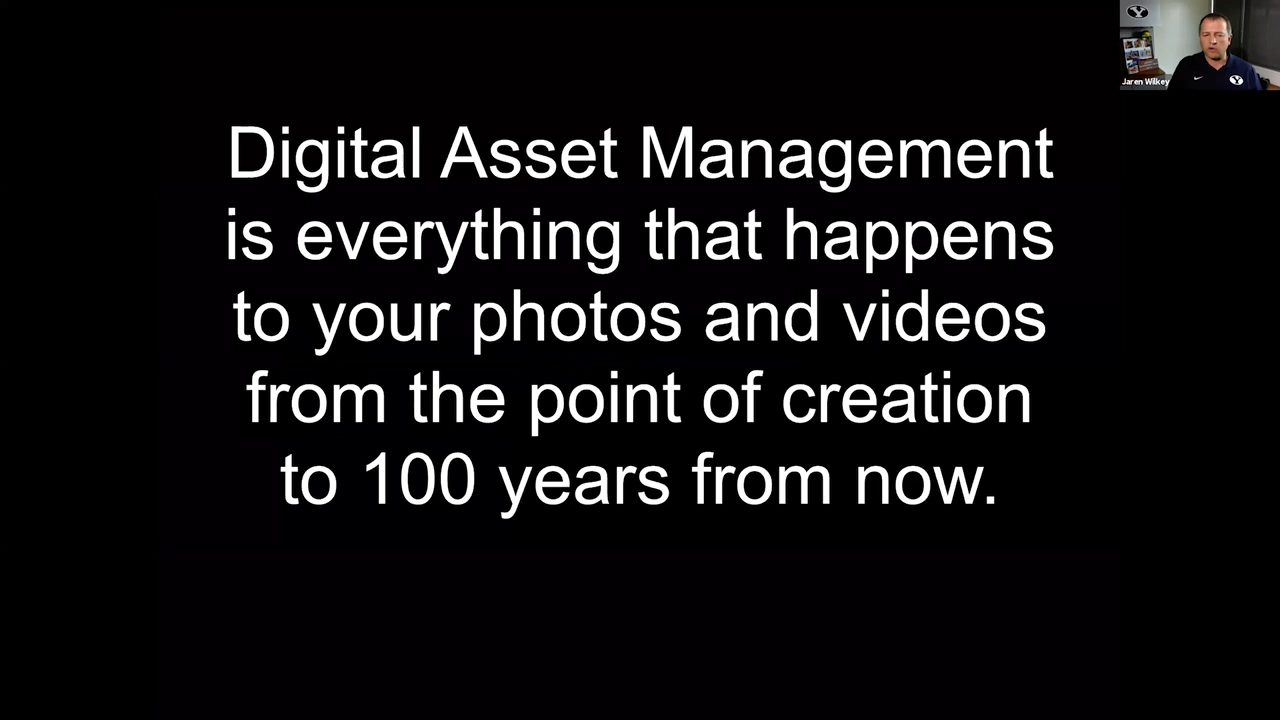 Digital Asset Management
is everything that happens
to your photos and videos
from the point of creation
to 100 years from now.
Y
Jaren Wilkey
Y